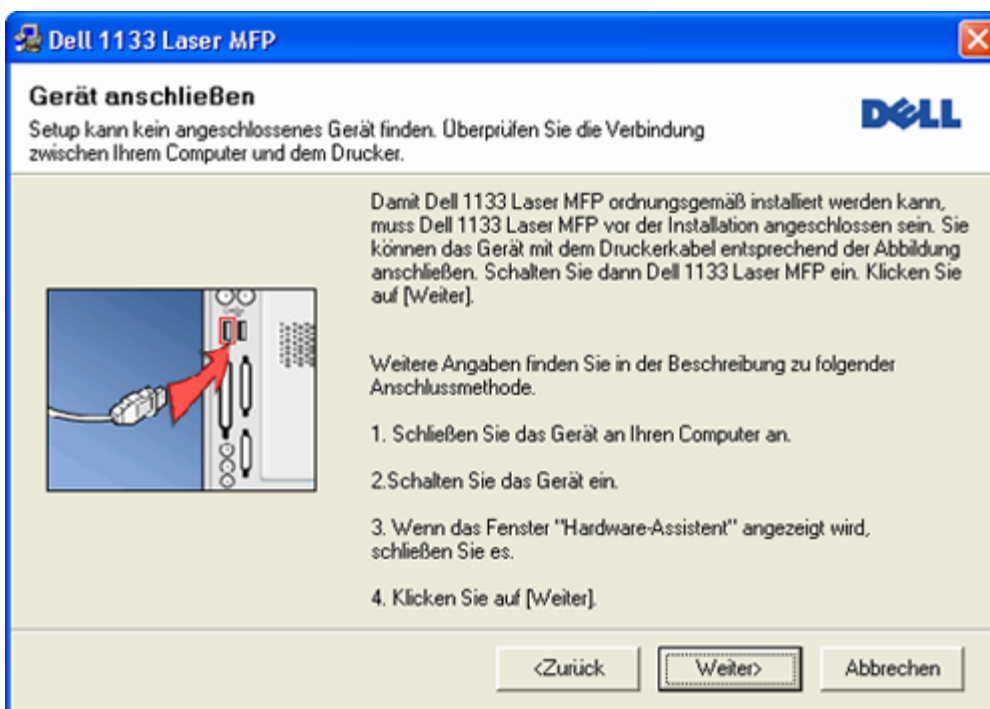 Dell 1133 Laser MFP
Gerät anschließen
Setup kann kein angeschlossenes Gerät finden. Überprüfen Sie die Verbindung
zwischen Ihrem Computer und dem Drucker.
DELL
Damit Dell 1133 Laser MFP ordnungsgemäß installiert werden kann,
muss Dell 1133 Laser MFP vor der Installation angeschlossen sein. Sie
können das Gerät mit dem Druckerkabel entsprechend der Abbildung
anschließen. Schalten Sie dann Dell 1133 Laser MFP ein. Klicken Sie
auf [Weiter].
Weitere Angaben finden Sie in der Beschreibung zu folgender
Anschlussmethode.
1. Schließen Sie das Gerät an Ihren Computer an.
2.Schalten Sie das Gerät ein.
3. Wenn das Fenster "Hardware-Assistent" angezeigt wird,
schließen Sie es.
4. Klicken Sie auf [Weiter].
<Zurück
Weiter>
Abbrechen